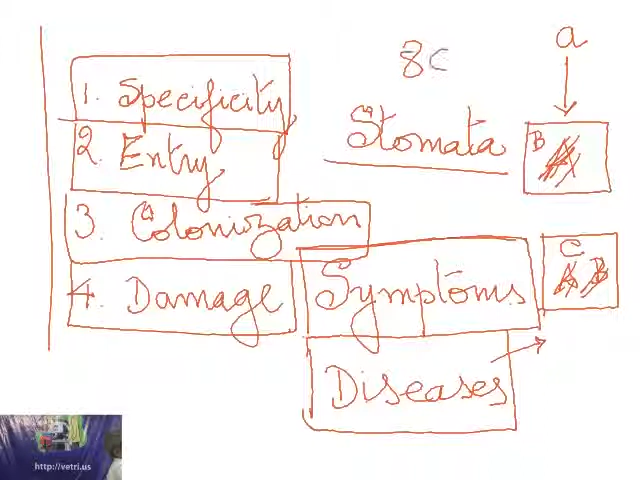 8c
a
1. Specificity
Stomata
2. Entry
B
A
3. Colonization
C
A B
4. Damage
Symptoms
Diseases
http://vetri.us